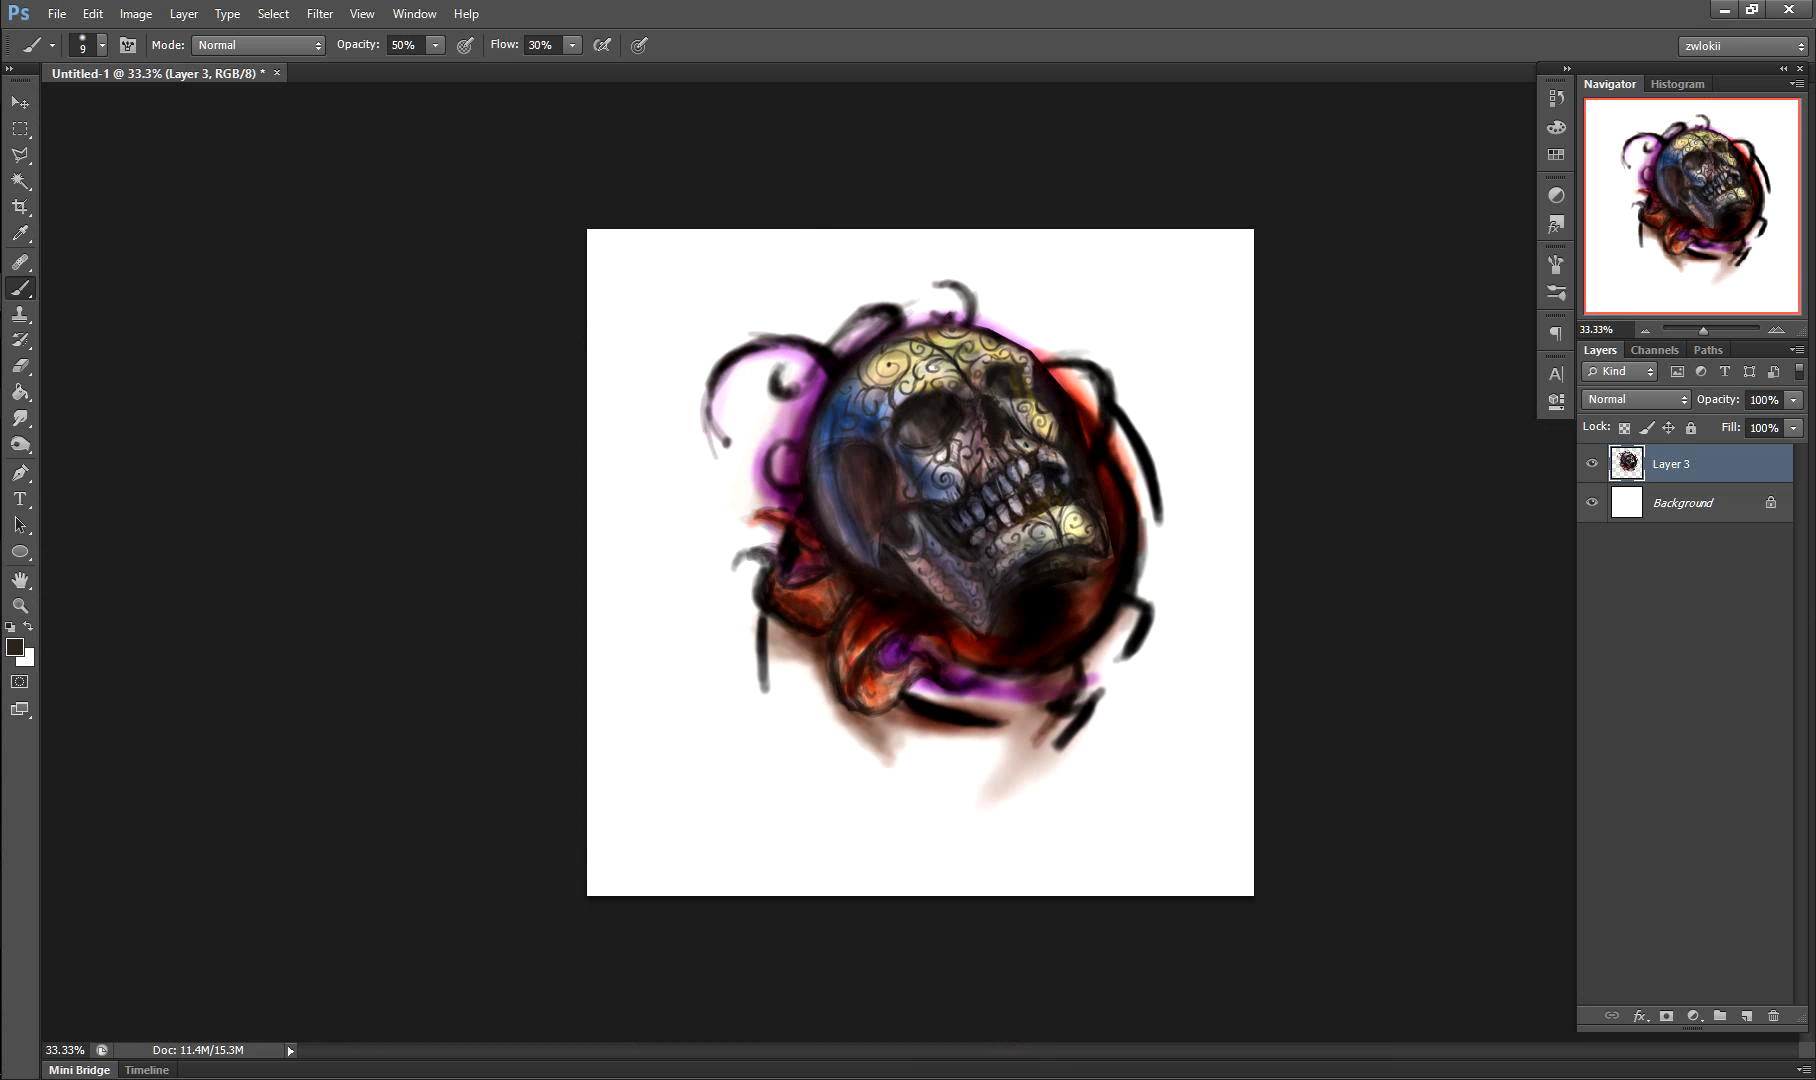 Ps File Edit Image Layer Type Select Filter View Window Help
9 Mode: Normal Opacity: 50% Flow: 30% zwlokii
Untitled-1 @ 33.3% (Layer 3, RGB/8) * ×
Navigator Histogram
33.33%
Layers Channels Paths
Kind
Normal Opacity: 100%
Lock: Fill: 100%
Layer 3
Background
33.33% Doc: 11.4M/15.3M
Mini Bridge Timeline